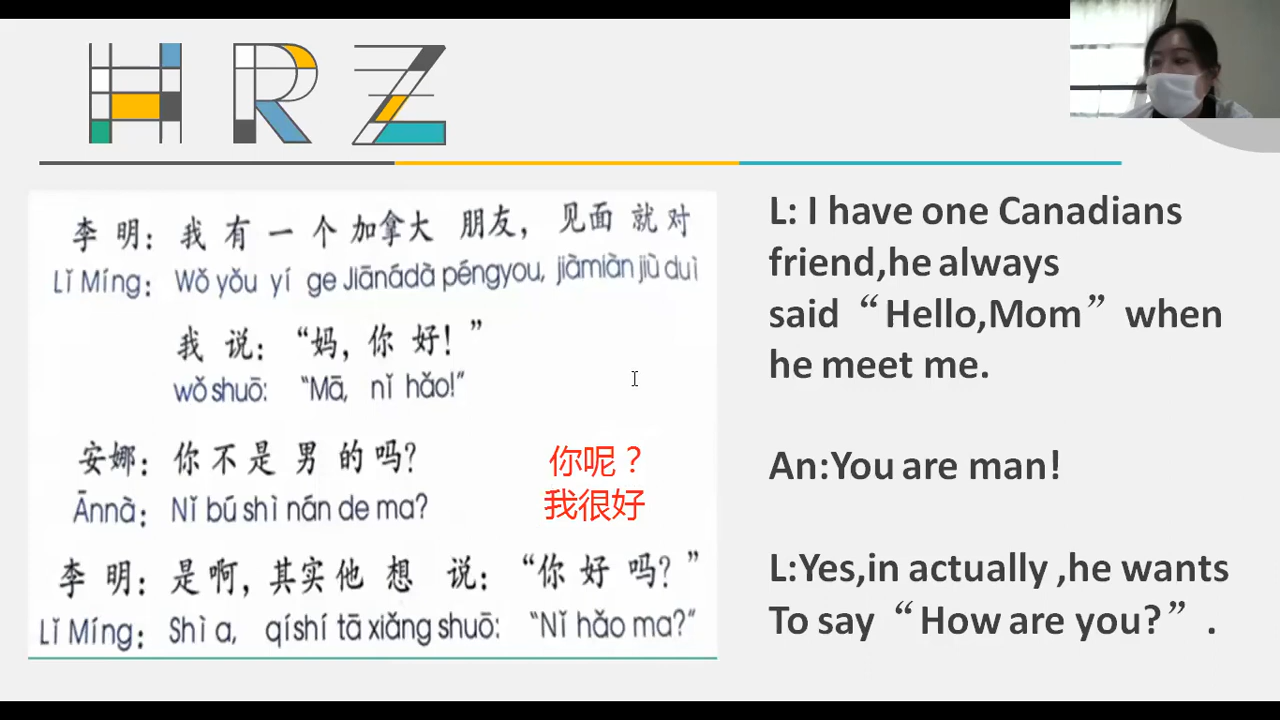 HRZ
李 明：我 有 一 个 加拿大 朋友，见面 就 对
Lǐ Míng: Wǒ yǒu yí ge Jiānádà péngyou, jiàmiàn jiù duì
我 说：“妈，你 好！”
wǒ shuō: “Mā, nǐ hǎo!”
安娜：你 不 是 男 的 吗？
Ānnà: Nǐ bú shì nán de ma?
李 明：是 啊，其实 他 想 说：“你 好 吗？”
Lǐ Míng: Shì a, qíshí tā xiǎng shuō: “Nǐ hǎo ma?”
你呢？
我很好
L: I have one Canadians
friend,he always
said“Hello,Mom”when
he meet me.
An:You are man!
L:Yes,in actually ,he wants
To say“How are you?”.